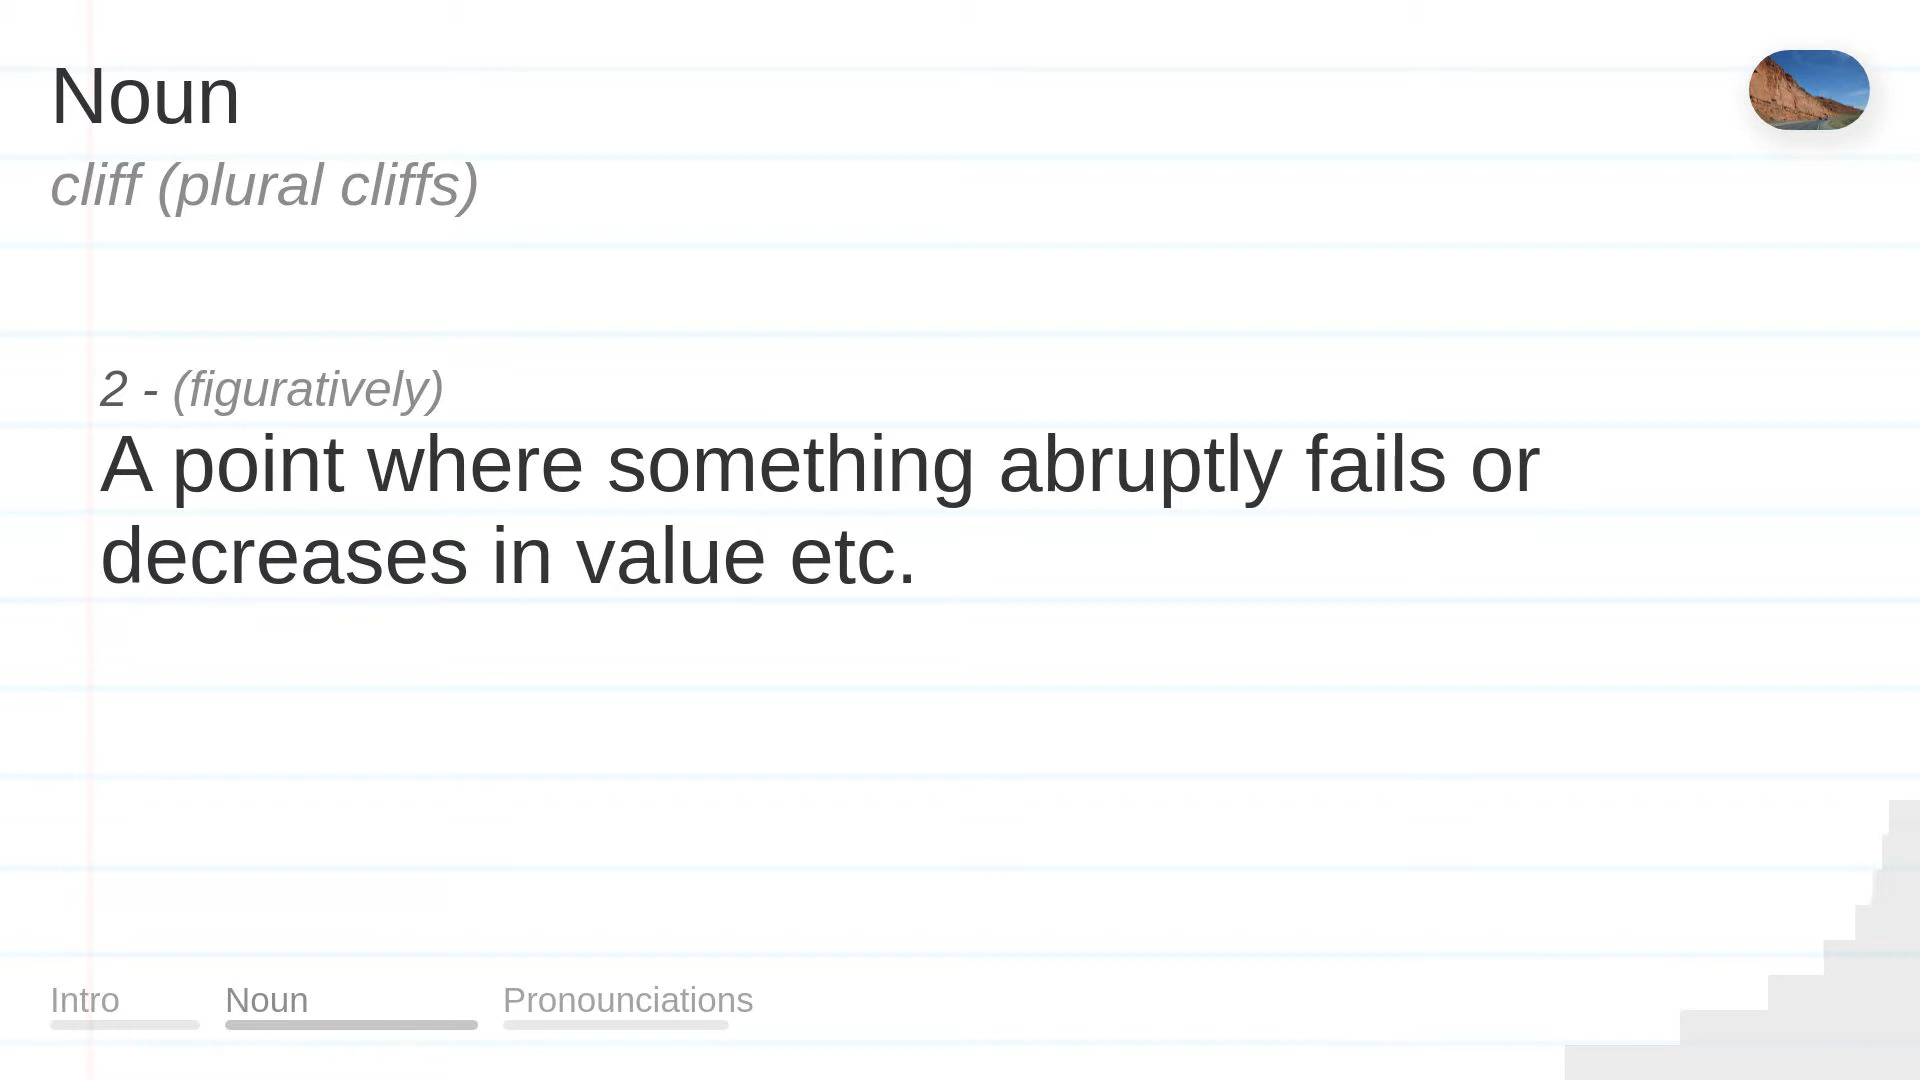 Noun
cliff (plural cliffs)
2 - (figuratively)
A point where something abruptly fails or
decreases in value etc.
Intro
Noun
Pronounciations